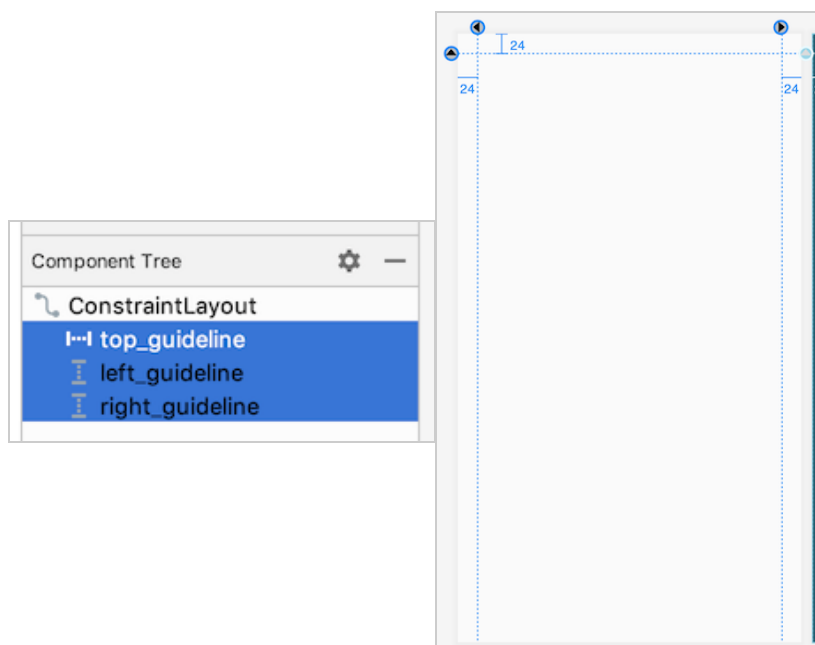 Component Tree
ConstraintLayout
top_guideline
left_guideline
right_guideline
24
24
24